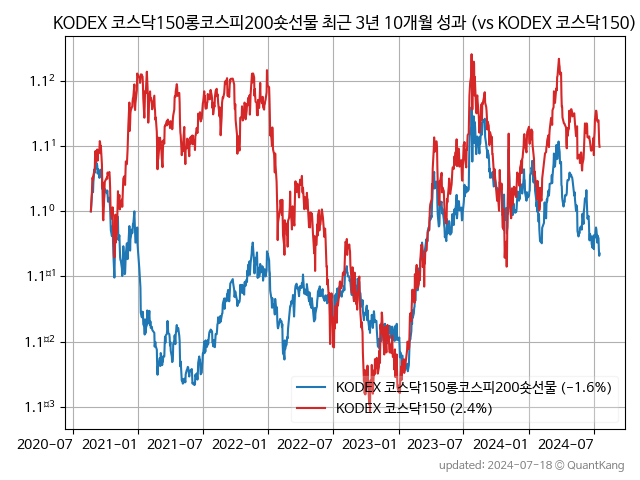 KODEX 코스닥150롱코스피200숏선물 최근 3년 10개월 성과 (vs KODEX 코스닥150)
1.1²
1.1¹
1.1⁰
1.1¤1
1.1¤2
1.1¤3
KODEX 코스닥150롱코스피200숏선물 (−1.6%)
KODEX 코스닥150 (2.4%)
2020-07 2021-01 2021-07 2022-01 2022-07 2023-01 2023-07 2024-01 2024-07
updated: 2024-07-18 © QuantKang